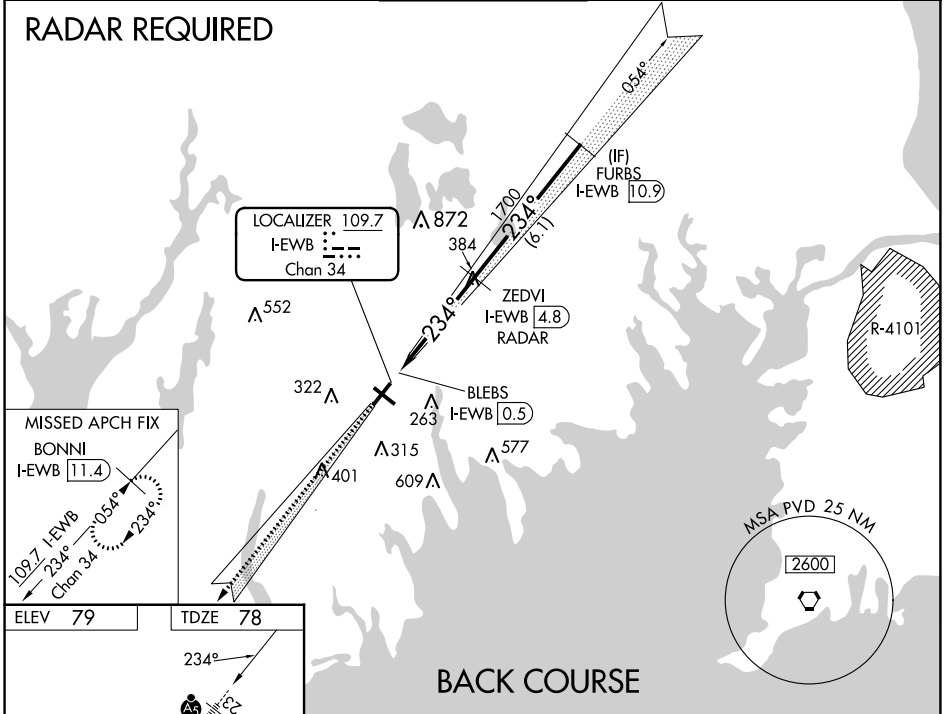 RADAR REQUIRED
054°
(IF)
FURBS
I-EWB 10.9
1700
234°
(6.1)
LOCALIZER 109.7
I-EWB
Chan 34
872
384
552
ZEDVI
I-EWB 4.8
RADAR
234°
R-4101
322
BLEBS
I-EWB 0.5
263
315
577
401
609
MISSED APCH FIX
BONNI
I-EWB 11.4
054°
234°
109.7 I-EWB
234°
Chan 34
MSA PVD 25 NM
2600
ELEV 79
TDZE 78
234°
A5
23
BACK COURSE